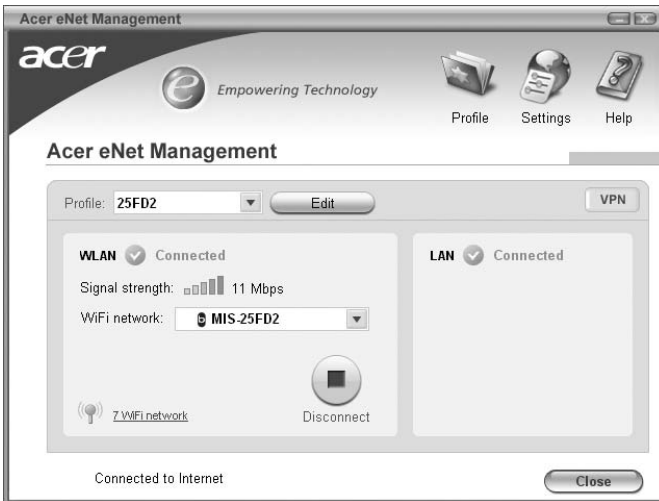 Acer eNet Management
acer
e Empowering Technology
Profile Settings Help
Acer eNet Management
Profile: 25FD2 Edit VPN
WLAN Connected
LAN Connected
Signal strength: 11 Mbps
WiFi network: b MIS-25FD2
7 WiFi network
Disconnect
Connected to Internet
Close